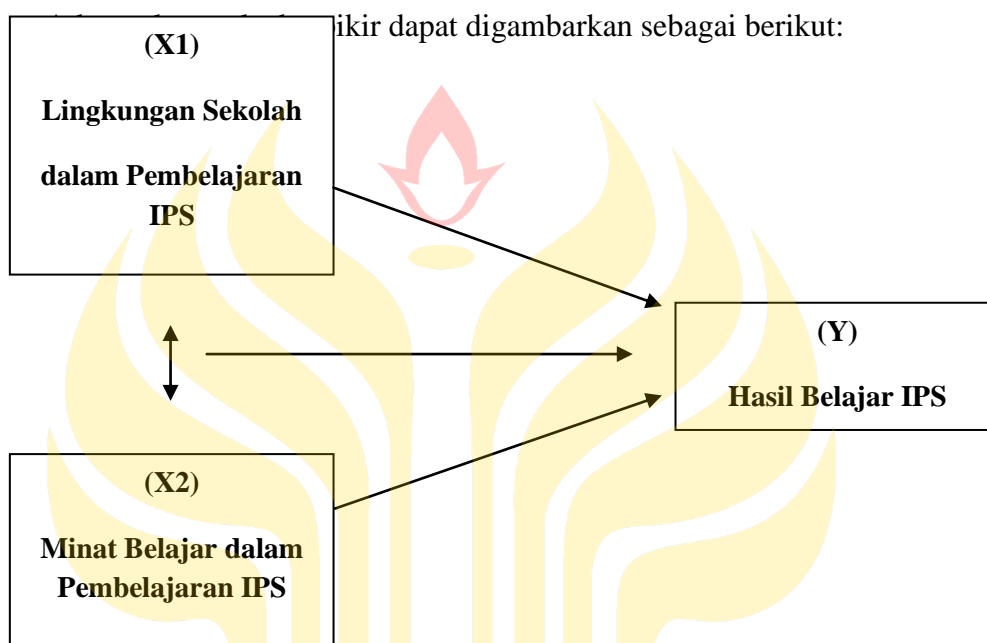 ikir dapat digambarkan sebagai berikut:
(X1)
Lingkungan Sekolah
dalam Pembelajaran
IPS
(Y)
Hasil Belajar IPS
(X2)
Minat Belajar dalam
Pembelajaran IPS